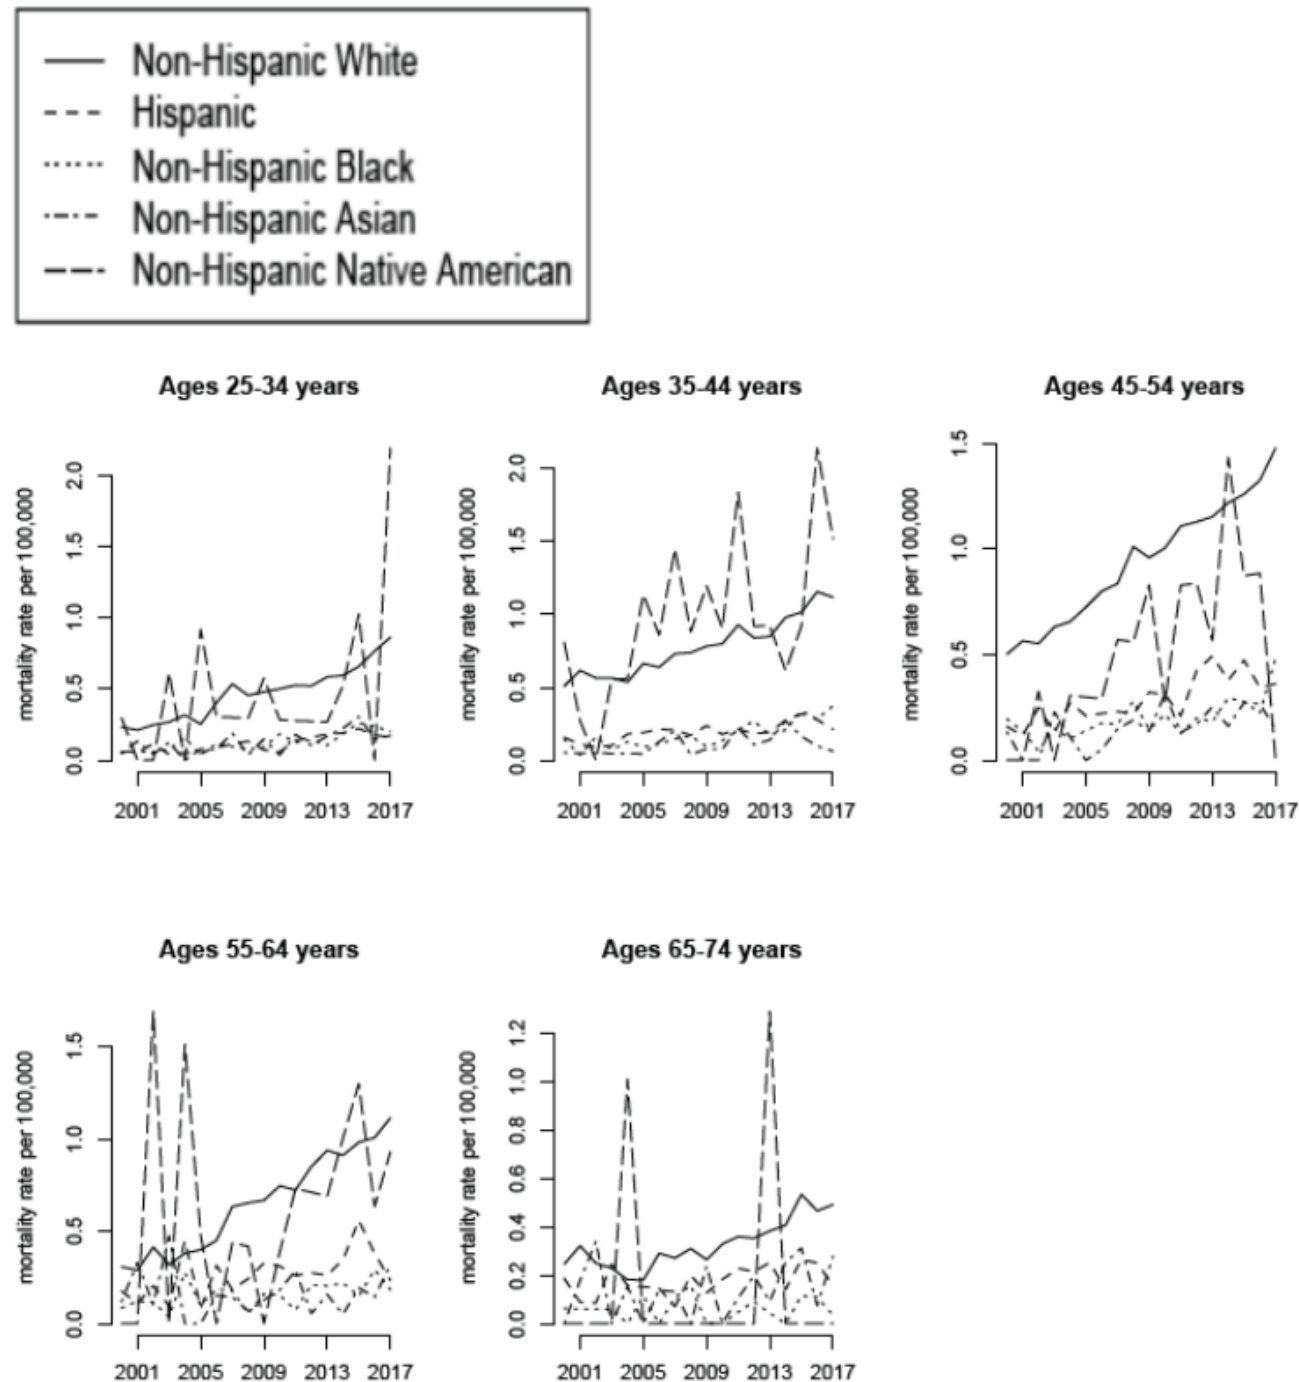 Non-Hispanic White
Hispanic
Non-Hispanic Black
Non-Hispanic Asian
Non-Hispanic Native American
Ages 25-34 years
mortality rate per 100,000
2.0
1.5
1.0
0.5
0.0
2001 2005 2009 2013 2017
Ages 35-44 years
mortality rate per 100,000
2.0
1.5
1.0
0.5
0.0
2001 2005 2009 2013 2017
Ages 45-54 years
mortality rate per 100,000
1.5
1.0
0.5
0.0
2001 2005 2009 2013 2017
Ages 55-64 years
mortality rate per 100,000
1.5
1.0
0.5
0.0
2001 2005 2009 2013 2017
Ages 65-74 years
mortality rate per 100,000
1.2
1.0
0.8
0.6
0.4
0.2
0.0
2001 2005 2009 2013 2017